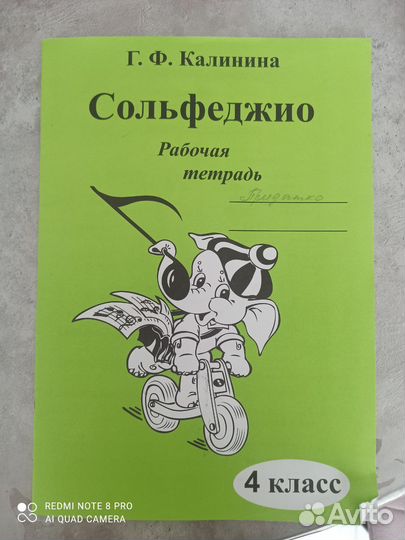 Г. Ф. Калинина
Сольфеджио
Рабочая
тетрадь
4 класс
REDMI NOTE 8 PRO
AI QUAD CAMERA
Avito